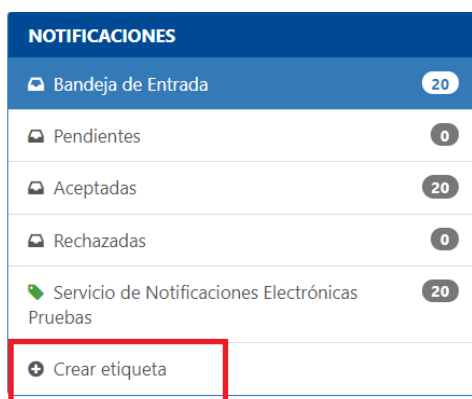 NOTIFICACIONES
Bandeja de Entrada 20
Pendientes 0
Aceptadas 20
Rechazadas 0
Servicio de Notificaciones Electrónicas 20
Pruebas
Crear etiqueta